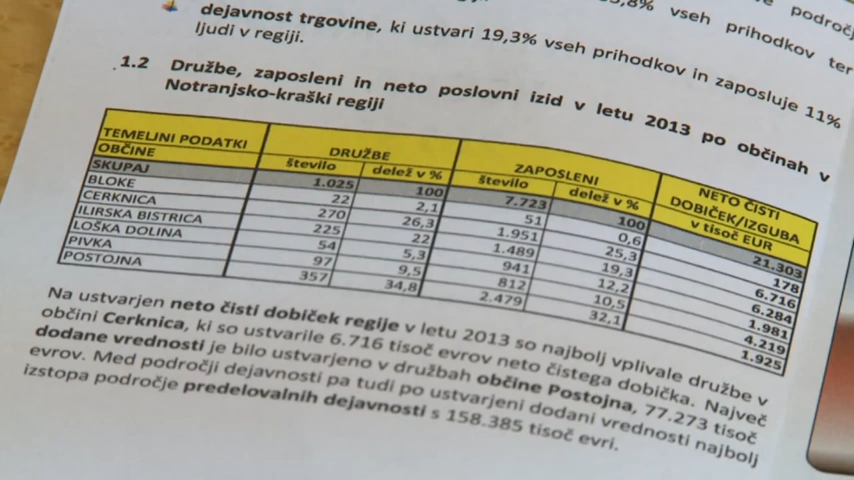 3,8% vseh prihodkov ter
področj
dejavnost trgovine, ki ustvari 19,3% vseh prihodkov in zaposluje 11%
ljudi v regiji.
1.2 Družbe, zaposleni in neto poslovni izid v letu 2013 po občinah v
Notranjsko-kraški regiji
TEMELJNI PODATKI DRUŽBE ZAPOSLENI NETO ČISTI
DOBIČEK/IZGUBA
OBČINE število delež v % število delež v % v tisoč EUR
SKUPAJ 1.025 100 7.723 100 21.303
BLOKE 22 2,1 51 0,6 178
CERKNICA 270 26,3 1.951 25,3 6.716
ILIRSKA BISTRICA 225 22 1.489 19,3 6.284
LOŠKA DOLINA 54 5,3 941 12,2 1.981
PIVKA 97 9,5 812 10,5 4.219
POSTOJNA 357 34,8 2.479 32,1 1.925
Na ustvarjen neto čisti dobiček regije v letu 2013 so najbolj vplivale družbe v
občini Cerknica, ki so ustvarile 6.716 tisoč evrov neto čistega dobička. Največ
dodane vrednosti je bilo ustvarjeno v družbah občine Postojna, 77.273 tisoč
evrov. Med področji dejavnosti pa tudi po ustvarjeni dodani vrednosti najbolj
izstopa področje predelovalnih dejavnosti s 158.385 tisoč evri.